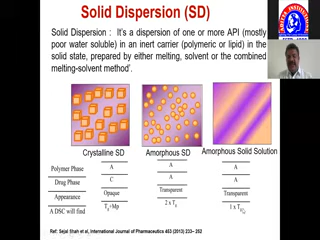 Solid Dispersion (SD)
Solid Dispersion : It's a dispersion of one or more API (mostly
poor water soluble) in an inert carrier (polymeric or lipid) in the
solid state, prepared by either melting, solvent or the combined
melting-solvent method'.
Crystalline SD
Amorphous SD
Amorphous Solid Solution
Polymer Phase A A A
Drug Phase C A A
Appearance Opaque Transparent Transparent
A DSC will find Tg+Mp 2 x Tg 1 x Tg
Ref: Sejal Shah et al, International Journal of Pharmaceutics 453 (2013) 233– 252